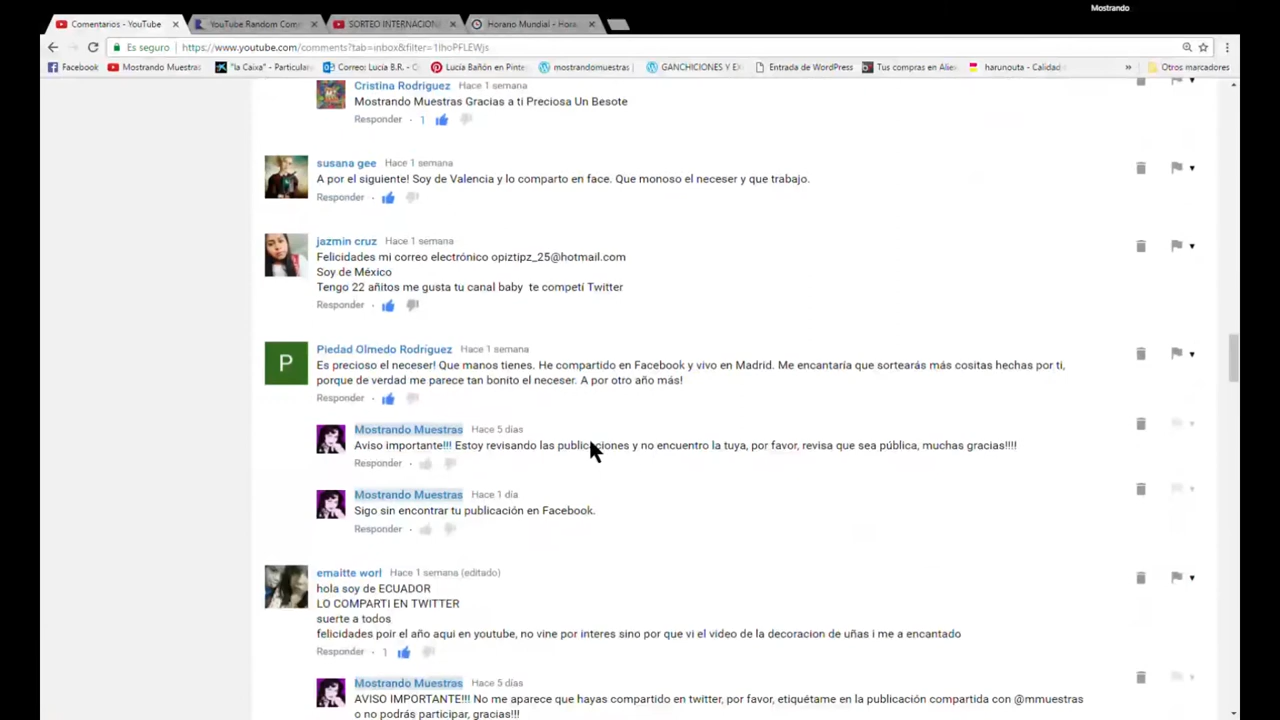 Mostrando
Comentarios - YouTube
YouTube Random Com
SORTEO INTERNACION
Horario Mundial - Hora
Es seguro
https://www.youtube.com/comments?tab=inbox&filter=1lhoPFLEWjs
Facebook
Mostrando Muestras
"la Caixa" - Particulare
Correo: Lucía B.R. - O
Lucía Bañón en Pinte
mostrandomuestras |
GANCHICIONES Y E
Entrada de WordPress
Tus compras en Alie
harunouta - Calidad
»
Otros marcadores
Cristina Rodriguez Hace 1 semana
Mostrando Muestras Gracias a ti Preciosa Un Besote
Responder · 1
susana gee Hace 1 semana
A por el siguiente! Soy de Valencia y lo comparto en face. Que monoso el neceser y que trabajo.
Responder ·
jazmin cruz Hace 1 semana
Felicidades mi correo electrónico opiztipz_25@hotmail.com
Soy de México
Tengo 22 añitos me gusta tu canal baby te competí Twitter
Responder ·
P
Piedad Olmedo Rodríguez Hace 1 semana
Es precioso el neceser! Que manos tienes. He compartido en Facebook y vivo en Madrid. Me encantaría que sortearás más cositas hechas por ti,
porque de verdad me parece tan bonito el neceser. A por otro año más!
Responder ·
Mostrando Muestras Hace 5 días
Aviso importante!!! Estoy revisando las publicaciones y no encuentro la tuya, por favor, revisa que sea pública, muchas gracias!!!!
Responder ·
Mostrando Muestras Hace 1 día
Sigo sin encontrar tu publicación en Facebook.
Responder ·
emaitte worl Hace 1 semana (editado)
hola soy de ECUADOR
LO COMPARTI EN TWITTER
suerte a todos
felicidades poir el año aqui en youtube, no vine por interes sino por que vi el video de la decoracion de uñas i me a encantado
Responder · 1
Mostrando Muestras Hace 5 días
AVISO IMPORTANTE!!! No me aparece que hayas compartido en twitter, por favor, etiquétame en la publicación compartida con @mmuestras
o no podrás participar, gracias!!!